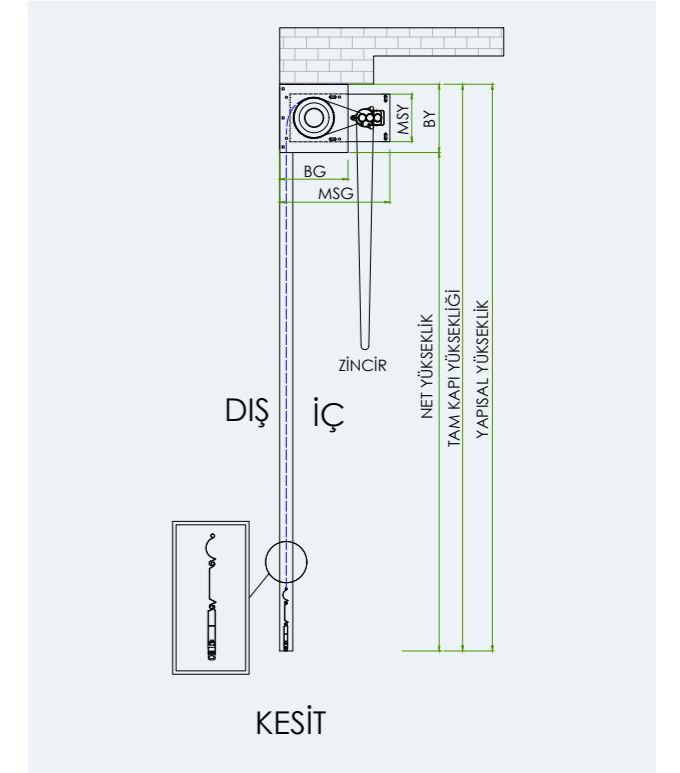 MSY
BY
BG
MSG
ZİNCİR
NET YÜKSEKLİK
TAM KAPI YÜKSEKLİĞİ
YAPISAL YÜKSEKLİK
DIŞ
İÇ
KESİT